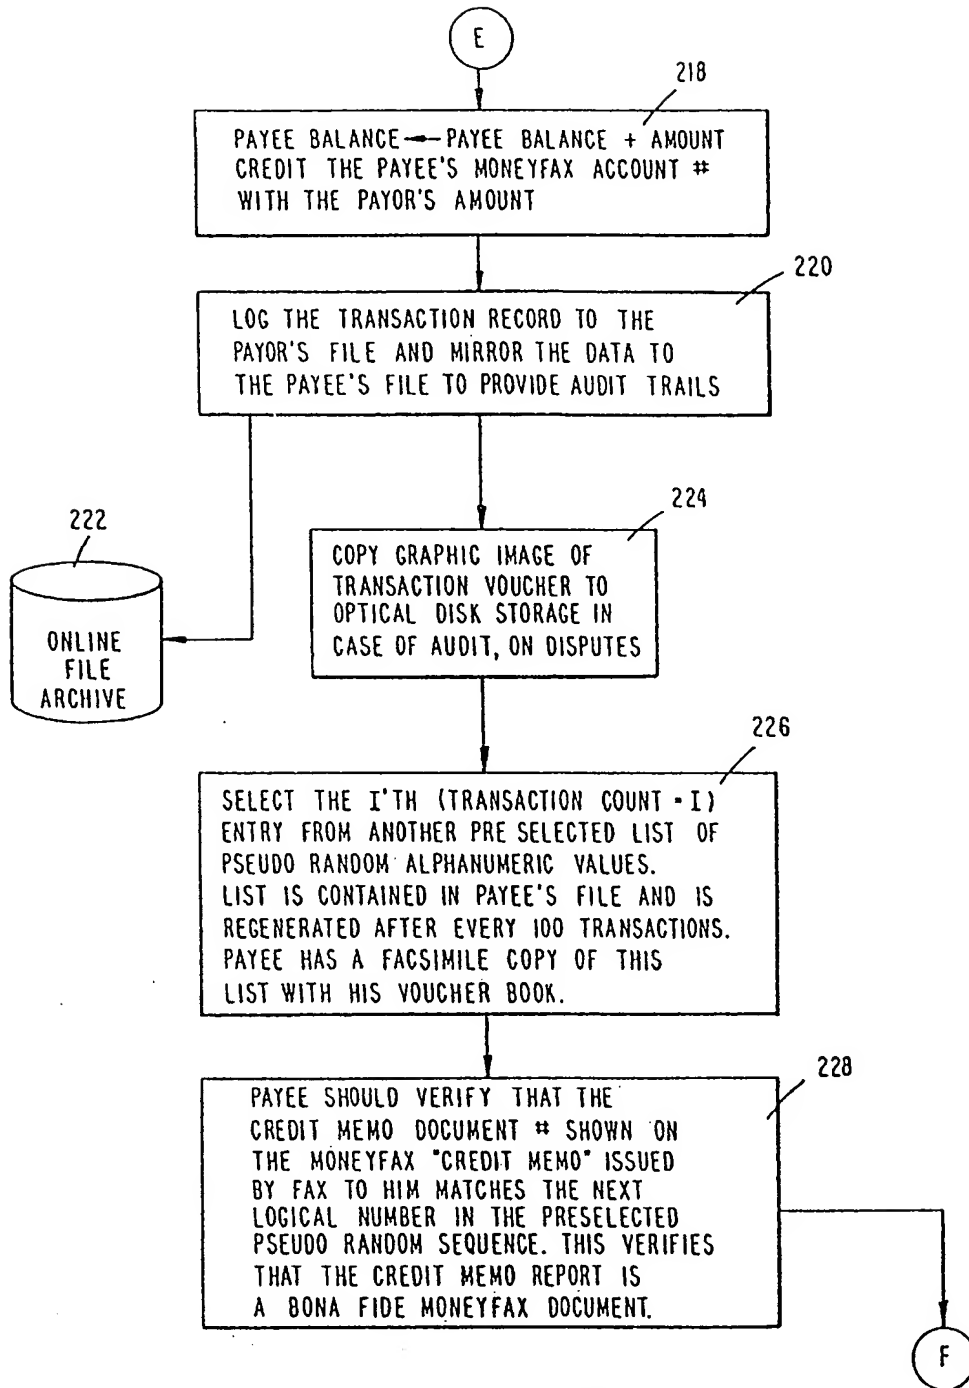 E
218
PAYEE BALANCE ← PAYEE BALANCE + AMOUNT
CREDIT THE PAYEE'S MONEYFAX ACCOUNT #
WITH THE PAYOR'S AMOUNT
220
LOG THE TRANSACTION RECORD TO THE
PAYOR'S FILE AND MIRROR THE DATA TO
THE PAYEE'S FILE TO PROVIDE AUDIT TRAILS
222
ONLINE
FILE
ARCHIVE
224
COPY GRAPHIC IMAGE OF
TRANSACTION VOUCHER TO
OPTICAL DISK STORAGE IN
CASE OF AUDIT, ON DISPUTES
226
SELECT THE I'TH (TRANSACTION COUNT - I)
ENTRY FROM ANOTHER PRE SELECTED LIST OF
PSEUDO RANDOM ALPHANUMERIC VALUES.
LIST IS CONTAINED IN PAYEE'S FILE AND IS
REGENERATED AFTER EVERY 100 TRANSACTIONS.
PAYEE HAS A FACSIMILE COPY OF THIS
LIST WITH HIS VOUCHER BOOK.
228
PAYEE SHOULD VERIFY THAT THE
CREDIT MEMO DOCUMENT # SHOWN ON
THE MONEYFAX "CREDIT MEMO" ISSUED
BY FAX TO HIM MATCHES THE NEXT
LOGICAL NUMBER IN THE PRESELECTED
PSEUDO RANDOM SEQUENCE. THIS VERIFIES
THAT THE CREDIT MEMO REPORT IS
A BONA FIDE MONEYFAX DOCUMENT.
F